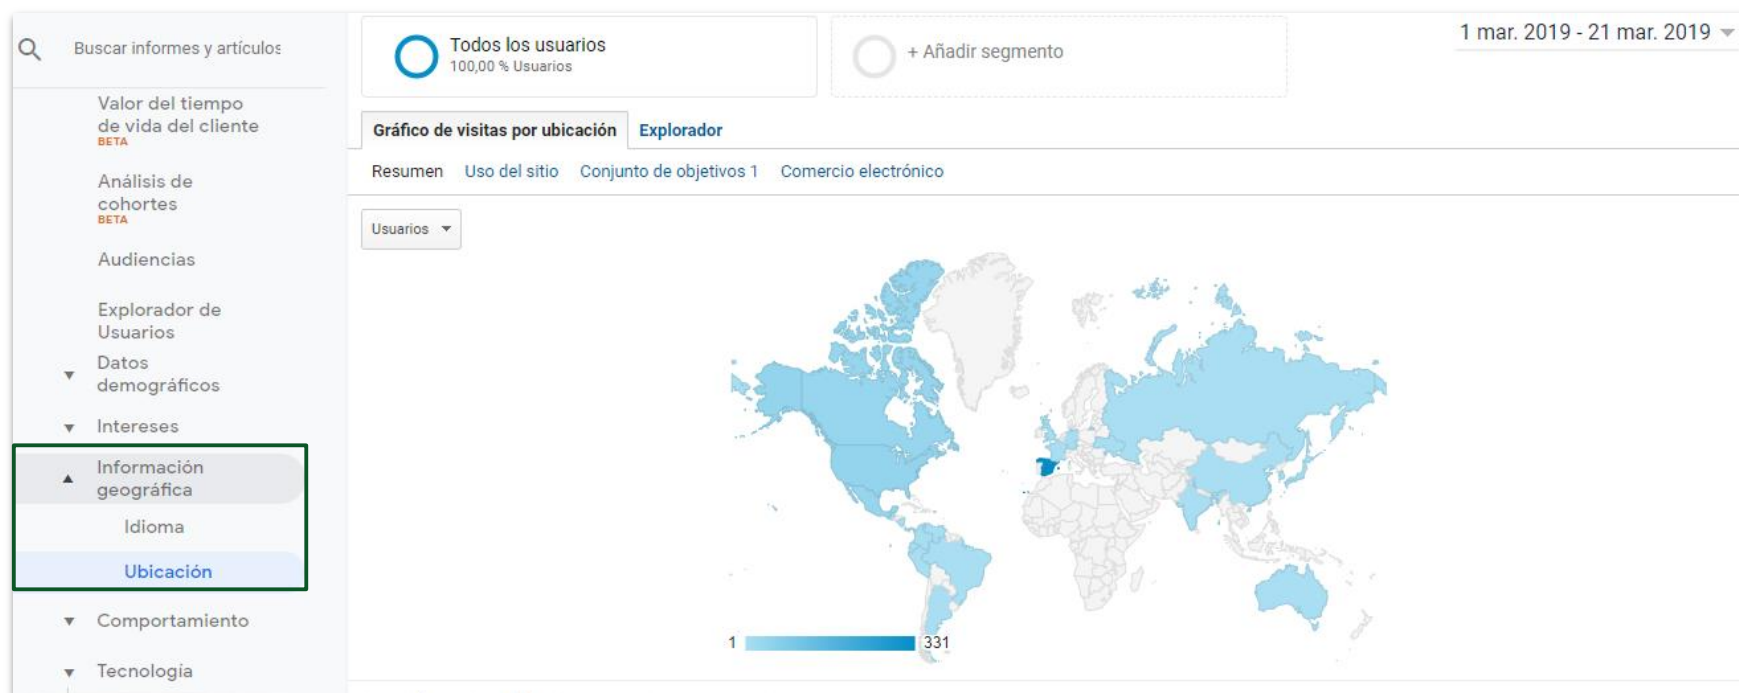 Buscar informes y artículos
Valor del tiempo
de vida del cliente
BETA
Análisis de
cohortes
BETA
Audiencias
Explorador de
Usuarios
Datos
demográficos
Intereses
Información
geográfica
Idioma
Ubicación
Comportamiento
Tecnología
Todos los usuarios
100,00 % Usuarios
+ Añadir segmento
1 mar. 2019 - 21 mar. 2019
Gráfico de visitas por ubicación
Explorador
Resumen
Uso del sitio
Conjunto de objetivos 1
Comercio electrónico
Usuarios
1
331